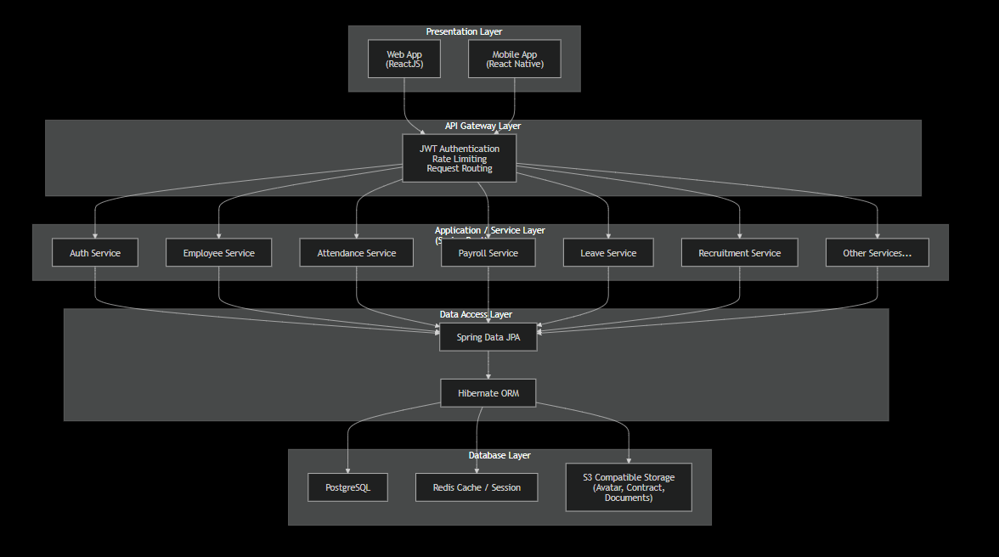 Presentation Layer
Web App
(ReactJS)
Mobile App
(React Native)
API Gateway Layer
JWT Authentication
Rate Limiting
Request Routing
Application / Service Layer
Auth Service
Employee Service
Attendance Service
Payroll Service
Leave Service
Recruitment Service
Other Services...
Data Access Layer
Spring Data JPA
Hibernate ORM
Database Layer
PostgreSQL
Redis Cache / Session
S3 Compatible Storage
(Avatar, Contract,
Documents)